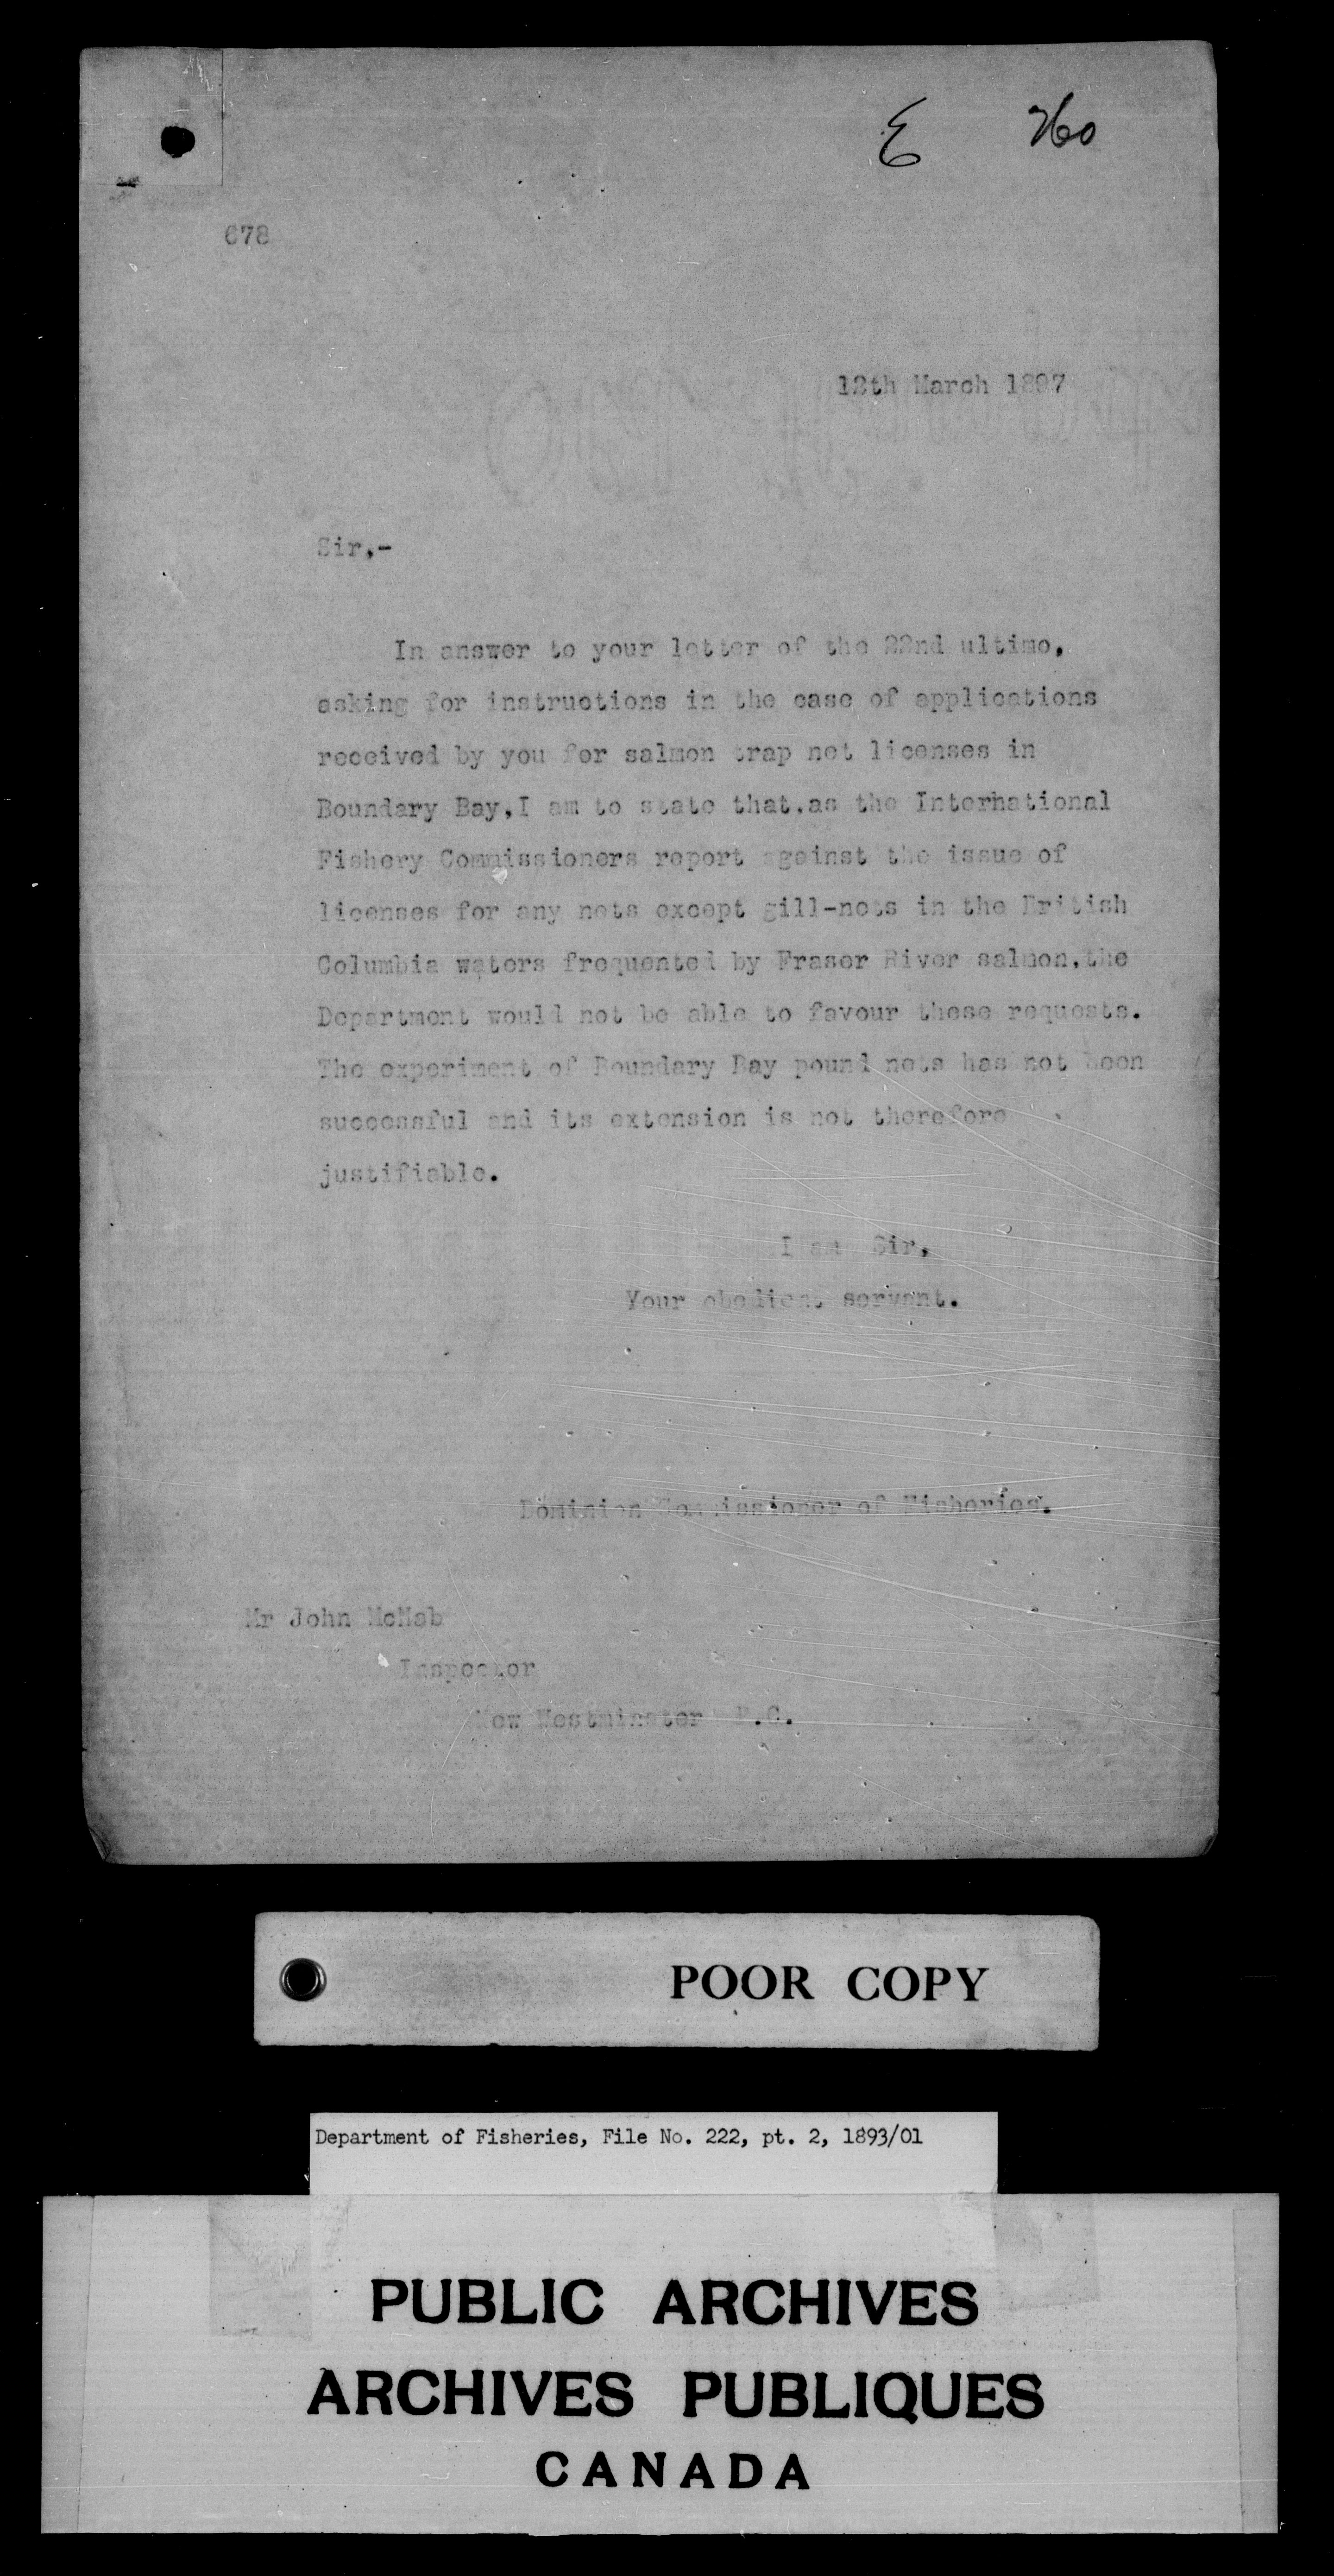 E 760
678
12th March 1897
Sir,-
In answer to your letter of the 22nd ultimo,
asking for instructions in the case of applications
received by you for salmon trap net licenses in
Boundary Bay,I am to state that,as the International
Fishery Commissioners report against the issue of
licenses for any nets except gill-nets in the British
Columbia waters frequented by Fraser River salmon,the
Department would not be able to favour these requests.
The experiment of Boundary Bay pound nets has not been
successful and its extension is not therefore
justifiable.
I am Sir,
Your obedient servant.
Dominion Commissioner of Fisheries.
Mr John McNab
Inspector
New Westminster B.C.
POOR COPY
Department of Fisheries, File No. 222, pt. 2, 1893/01
PUBLIC ARCHIVES
ARCHIVES PUBLIQUES
CANADA